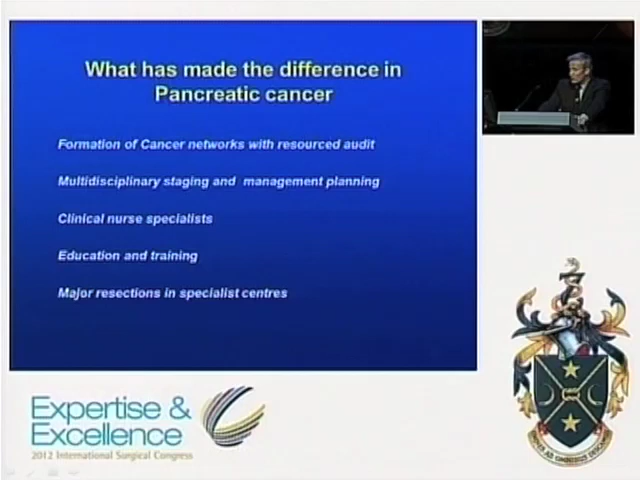 What has made the difference in
Pancreatic cancer
Formation of Cancer networks with resourced audit
Multidisciplinary staging and management planning
Clinical nurse specialists
Education and training
Major resections in specialist centres
Expertise &
Excellence
2012 International Surgical Congress